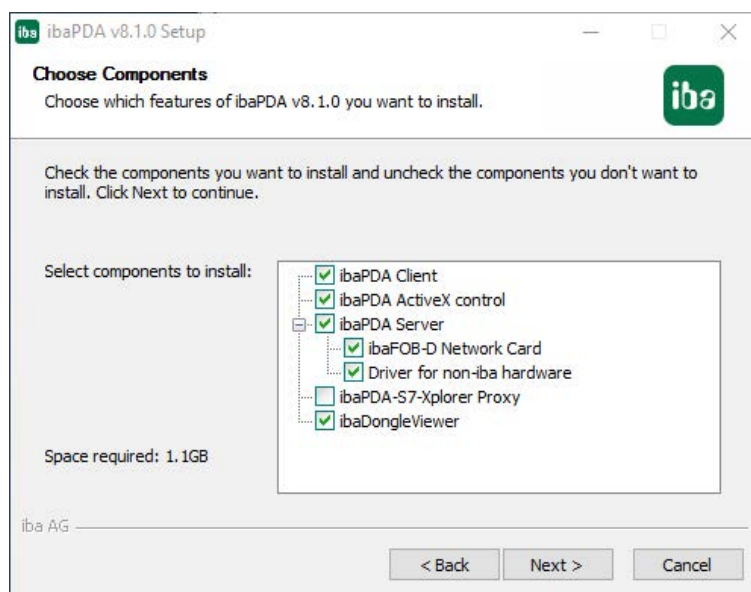 iba ibaPDA v8.1.0 Setup
Choose Components
Choose which features of ibaPDA v8.1.0 you want to install.
iba
Check the components you want to install and uncheck the components you don't want to
install. Click Next to continue.
Select components to install:
ibaPDA Client
ibaPDA ActiveX control
ibaPDA Server
ibaFOB-D Network Card
Driver for non-iba hardware
ibaPDA-S7-Xplorer Proxy
ibaDongleViewer
Space required: 1.1GB
iba AG
< Back Next > Cancel